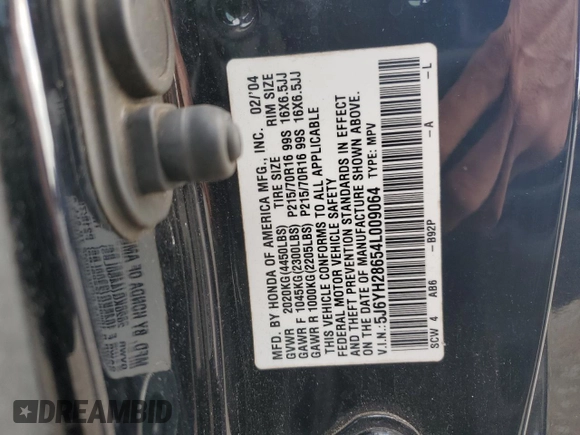 MFD. BY HONDA OF AMERICA MFG., INC. 02/'04
TIRE SIZE RIM SIZE
GVWR 2020KG(4450LBS)
GAWR F 1045KG(2300LBS) P215/70R16 99S 16X6.5JJ
GAWR R 1000KG(2205LBS) P215/70R16 99S 16X6.5JJ
THIS VEHICLE CONFORMS TO ALL APPLICABLE
FEDERAL MOTOR VEHICLE SAFETY
AND THEFT PREVENTION STANDARDS IN EFFECT
ON THE DATE OF MANUFACTURE SHOWN ABOVE.
V.I.N.: 5J6YH28654L009064 TYPE: MPV
SCW 4 AB6 -B92P -A -L
DREAMBID